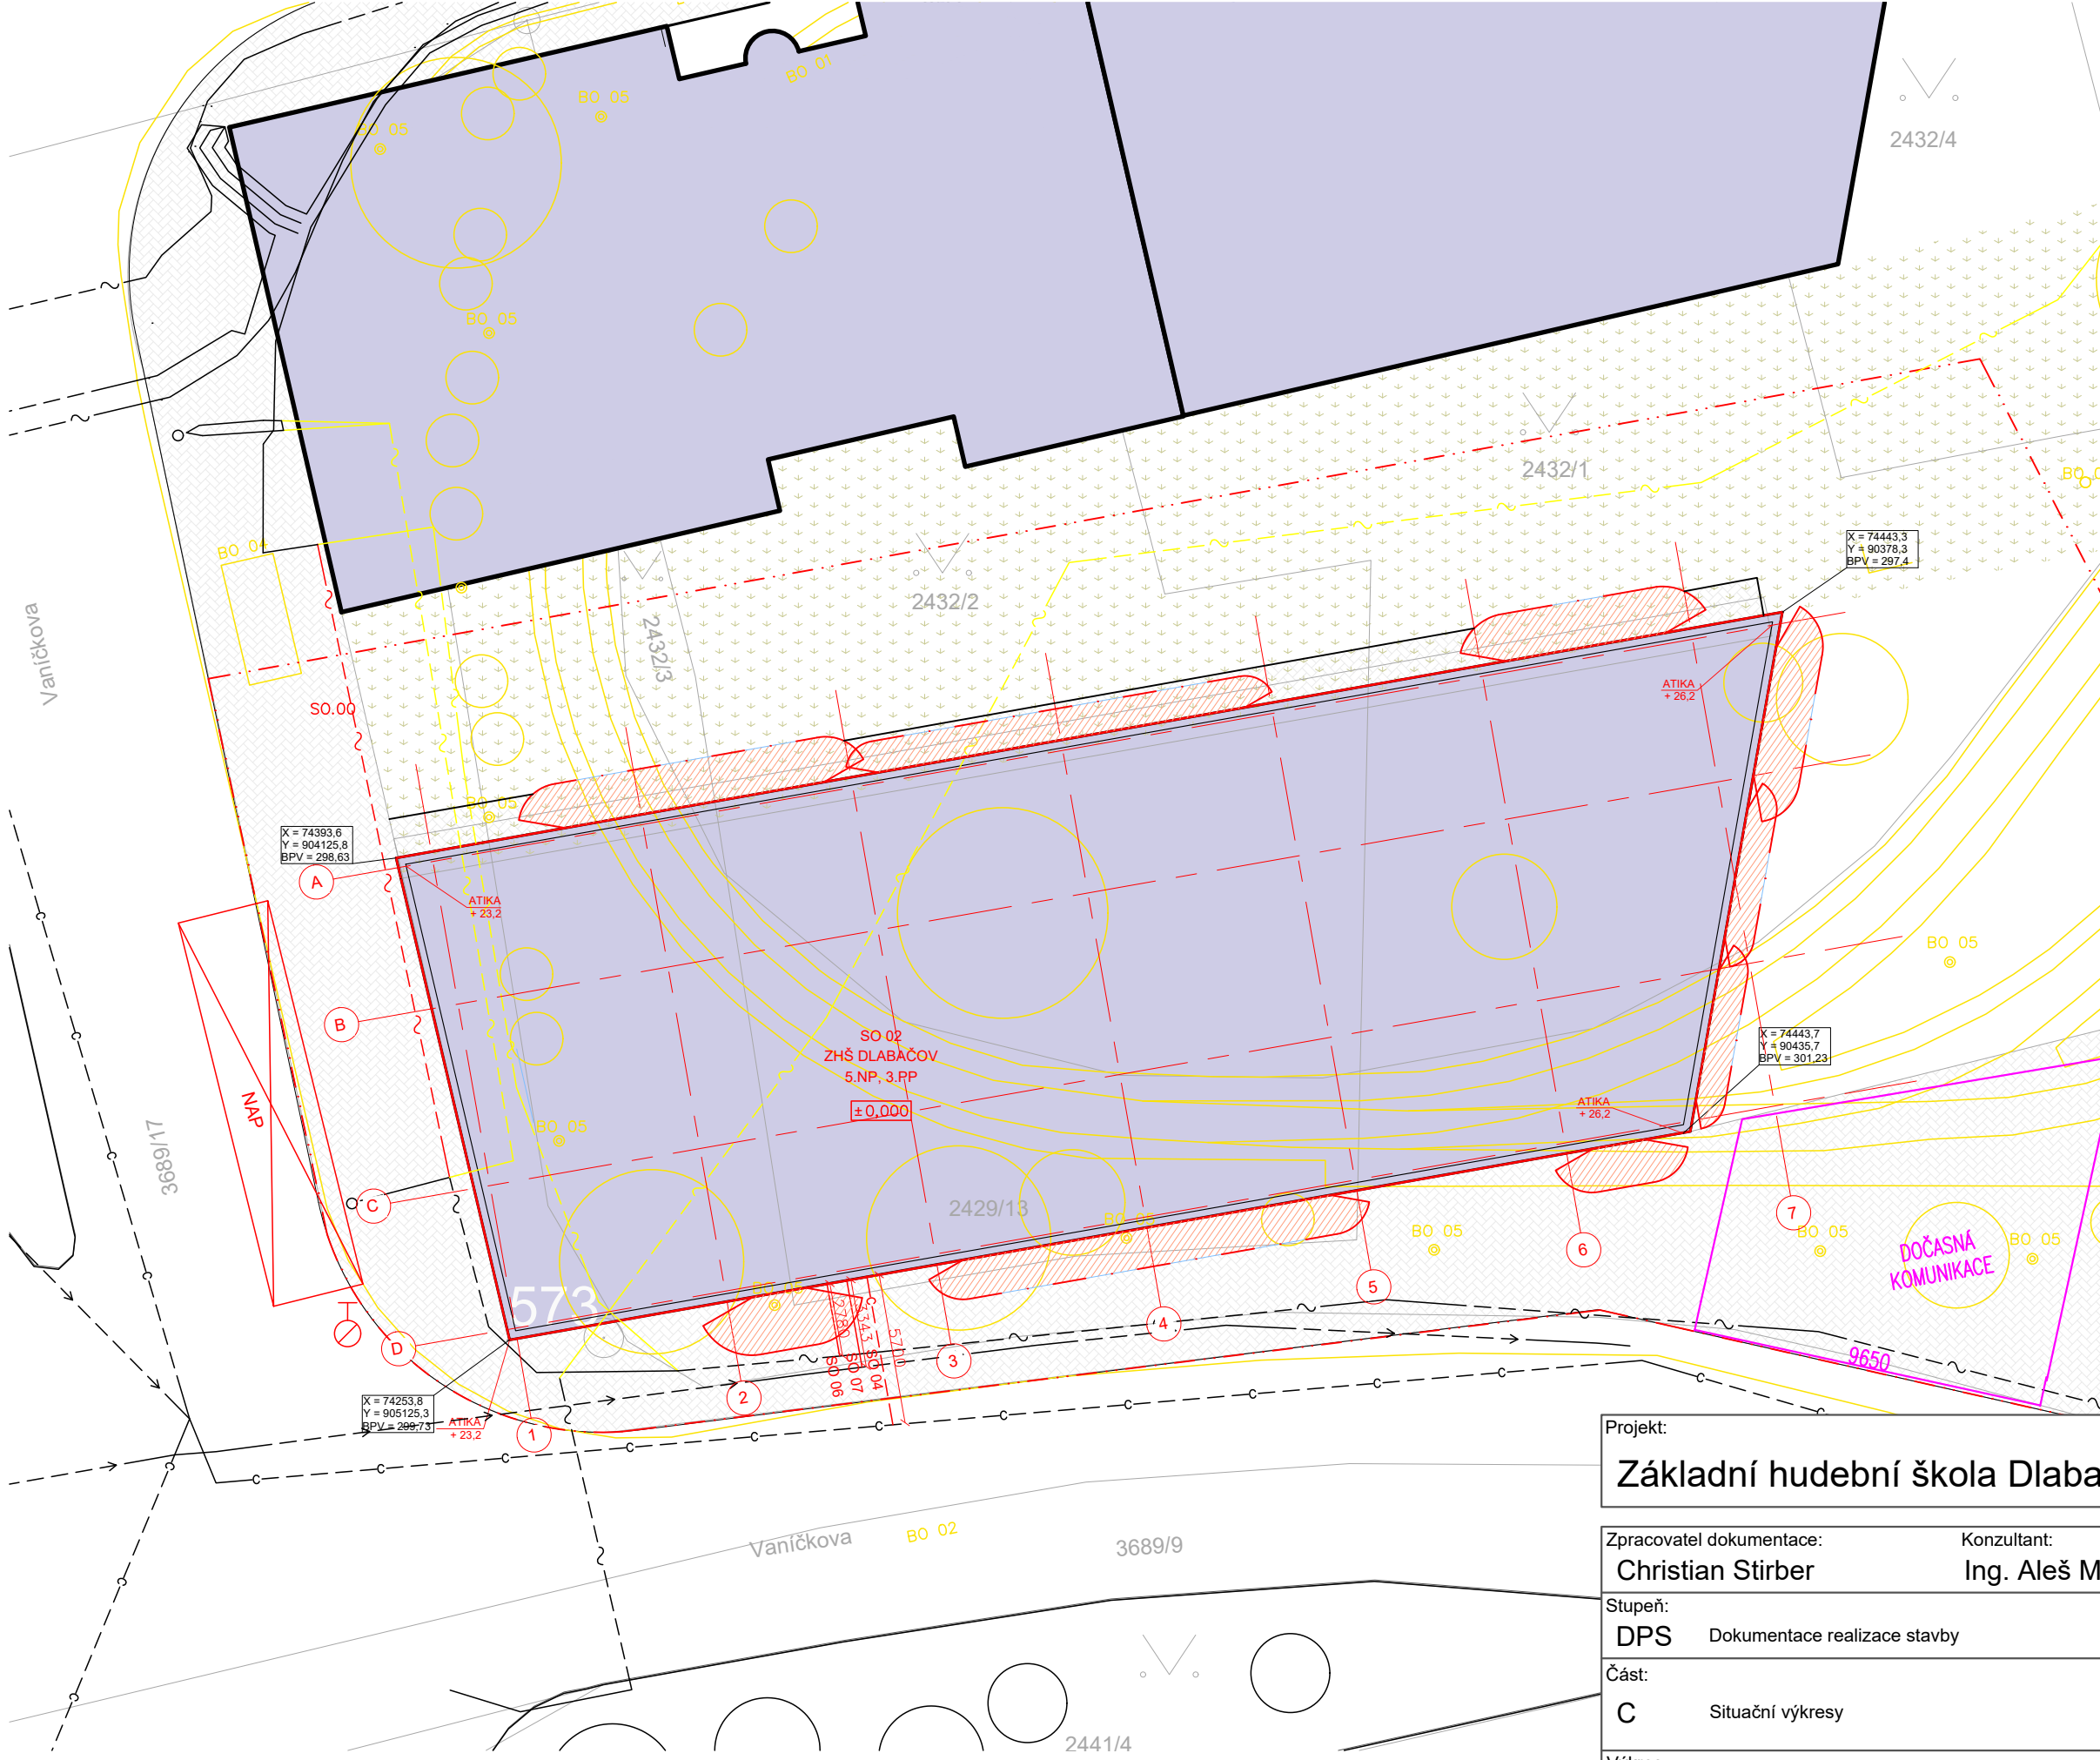 BO 01
BO 05
BO 05
2432/4
BO 05
2432/1
BO 04
X = 74443,3
Y = 90378,3
BPV = 297,4
2432/2
2432/3
Vaníčkova
ATIKA
+ 26,2
SO.00
BO 05
X = 74393,6
Y = 904125,8
BPV = 298,63
A
ATIKA
+ 23,2
BO 05
B
SO 02
ZHŠ DLABAČOV
5.NP, 3.PP
±0,000
X = 74443,7
Y = 90435,7
BPV = 301,23
ATIKA
+ 26,2
NAP
3689/17
BO 05
C
2429/13
7
BO 05
BO 05
BO 05
DOČASNÁ
KOMUNIKACE
6
5
573
4
D
3
SO 06
SO 07
SO 04
2
9650
X = 74253,8
Y = 905125,3
BPV = 299,73
ATIKA
+ 23,2
1
Projekt:
Základní hudební škola Dlaba
Vaníčkova
BO 02
3689/9
Zpracovatel dokumentace:
Konzultant:
Christian Stirber
Ing. Aleš M
Stupeň:
DPS
Dokumentace realizace stavby
Část:
C
Situační výkresy
2441/4